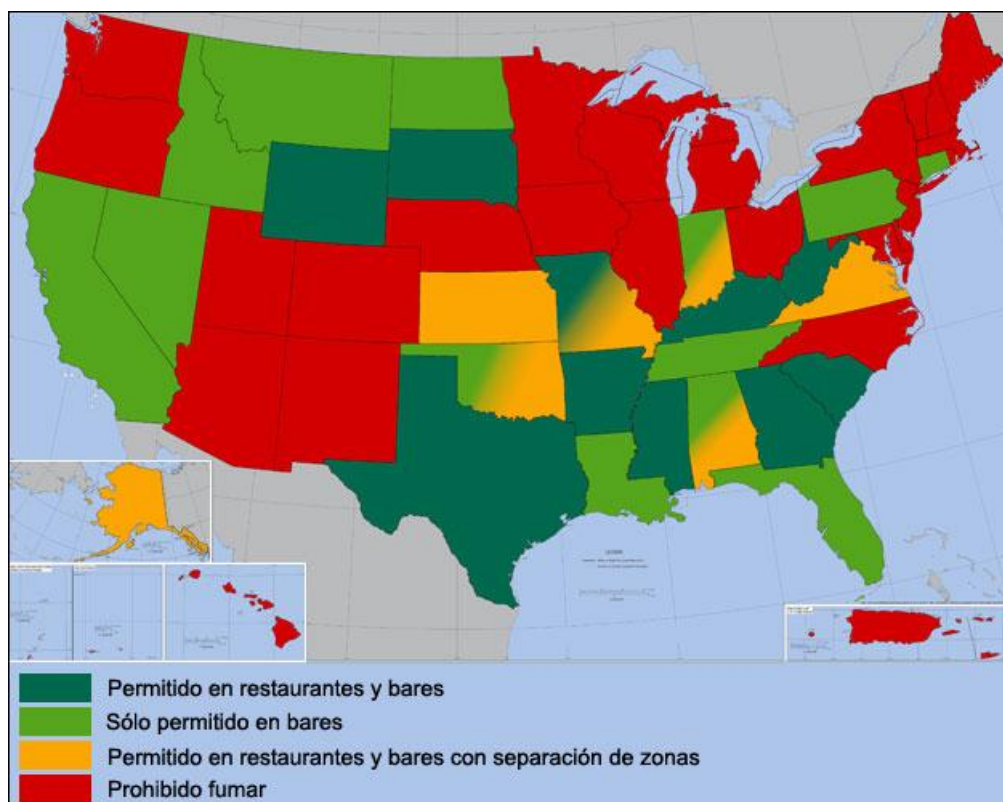 Permitido en restaurantes y bares
Sólo permitido en bares
Permitido en restaurantes y bares con separación de zonas
Prohibido fumar